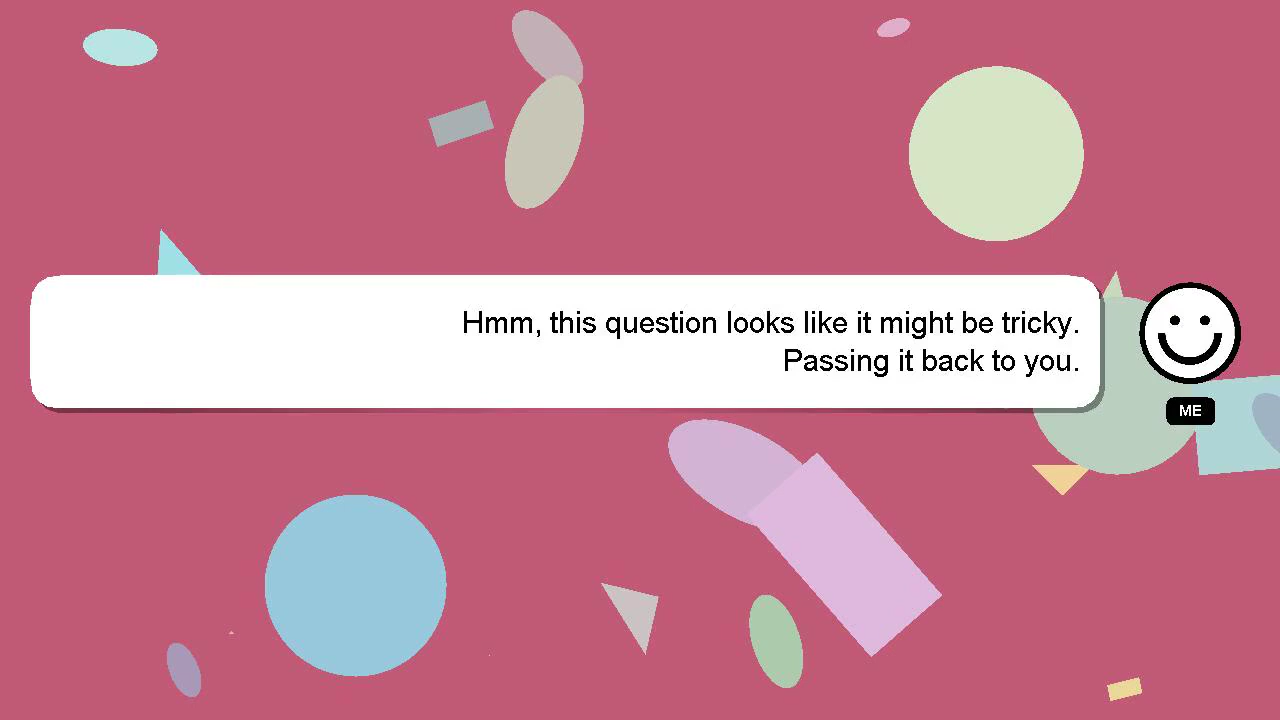 Hmm, this question looks like it might be tricky.
Passing it back to you.
ME